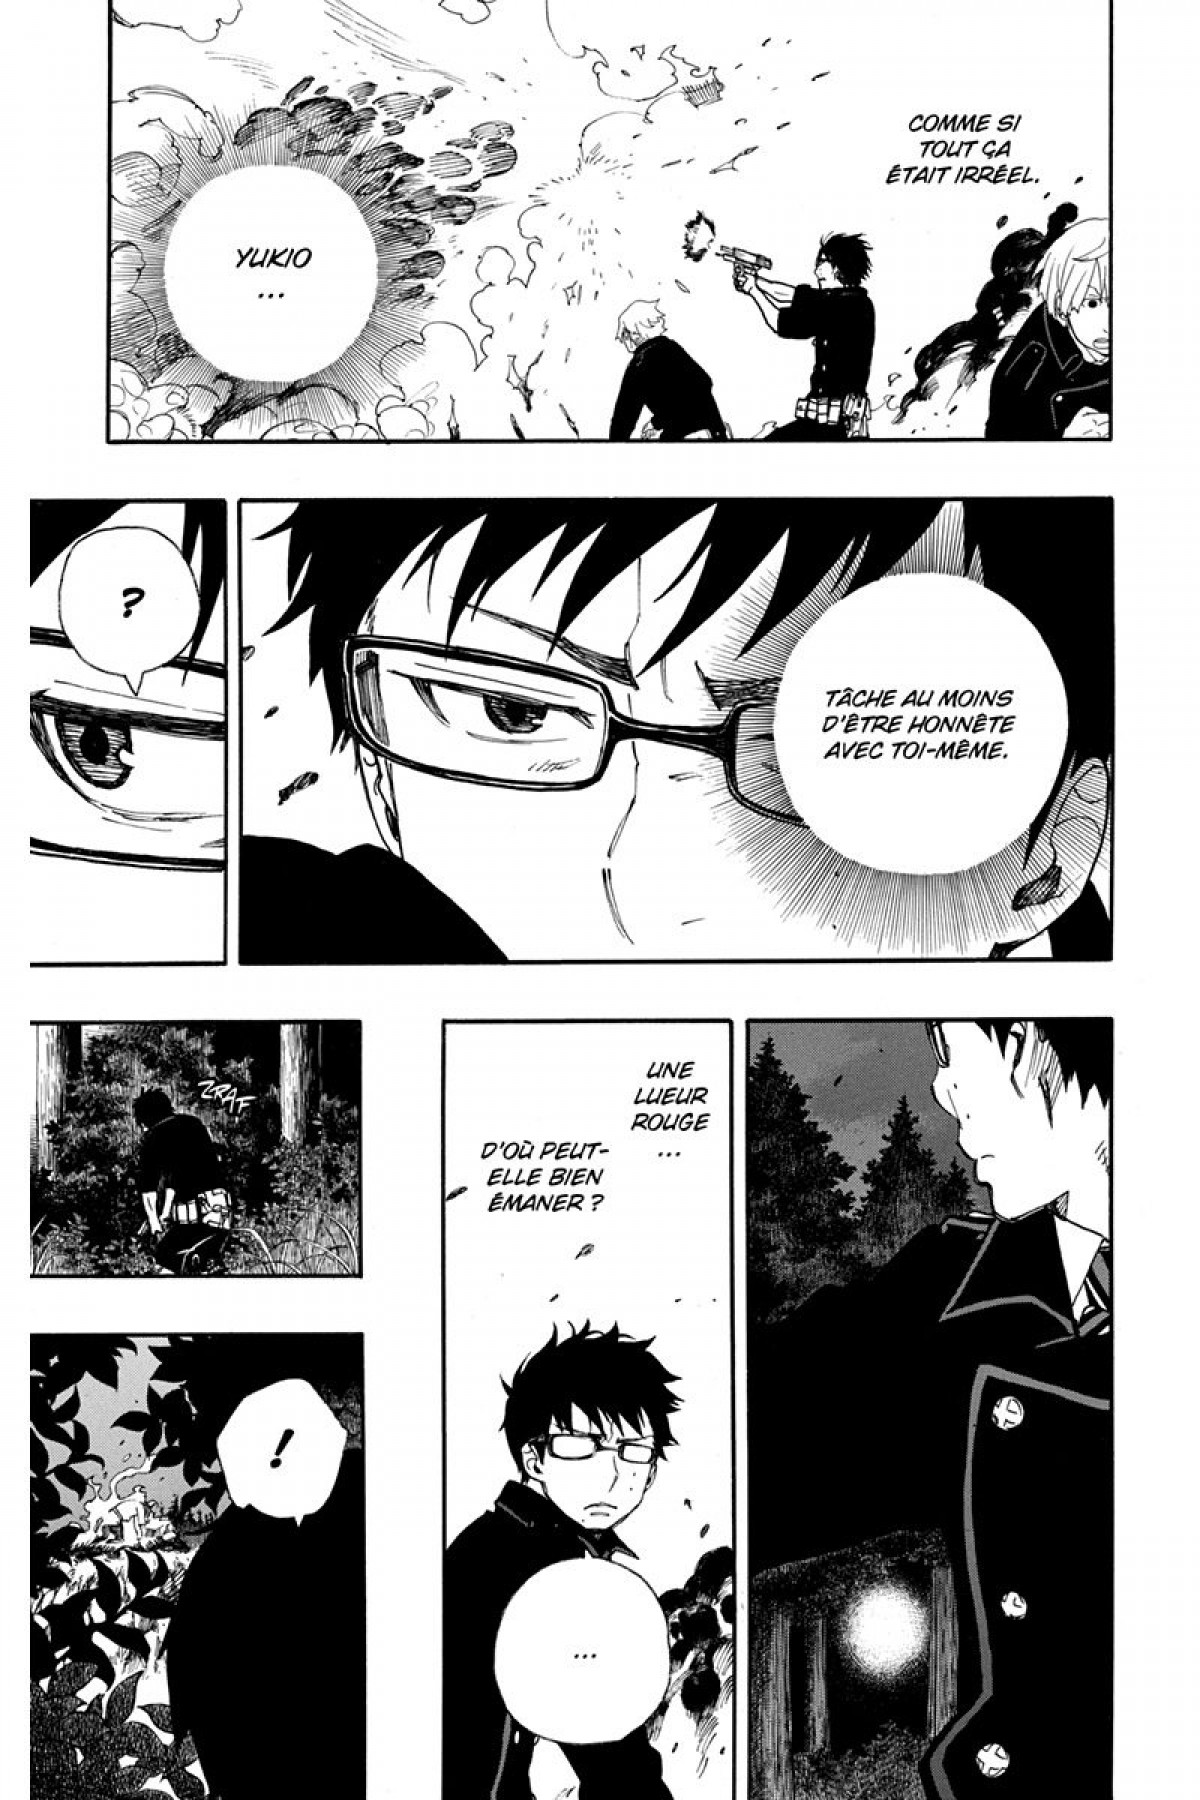 COMME SI
TOUT ÇA
ÉTAIT IRRÉEL.
YUKIO
...
TÂCHE AU MOINS
D'ÊTRE HONNÊTE
AVEC TOI-MÊME.
?
UNE
LUEUR
ROUGE
...
D'OÙ PEUT-
ELLE BIEN
ÉMANER ?
...
ZRAF
!